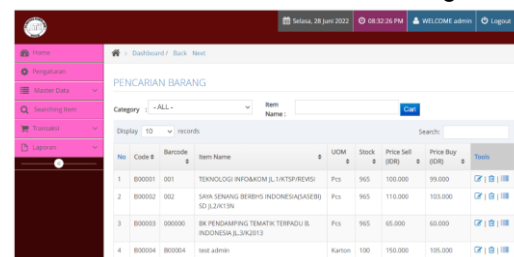 Selasa, 28 Juni 2022 08:32:26 PM WELCOME admin Logout
Home
Pengaturan
Master Data
Searching Item
Transaksi
Laporan
Dashboard / Back Next
PENCARIAN BARANG
Category : - ALL - Item Name : Cari
Display 10 records Search:
No Code Barcode Item Name UOM Stock Price Sell (IDR) Price Buy (IDR) Tools
1 B00001 001 TEKNOLOGI INFO&KOM JL.1/KTSP/REVISI Pcs 965 100.000 99.000
2 B00002 002 SAYA SENANG BERBHS INDONESIA(SASEBI) SD JL2/K13N Pcs 965 110.000 103.000
3 B00003 000030 BK PENDAMPING TEMATIK TERPADU B. INDONESIA JL.3/K2013 Pcs 965 65.000 60.000
4 B00004 B00004 test admin Karton 100 150.000 105.000